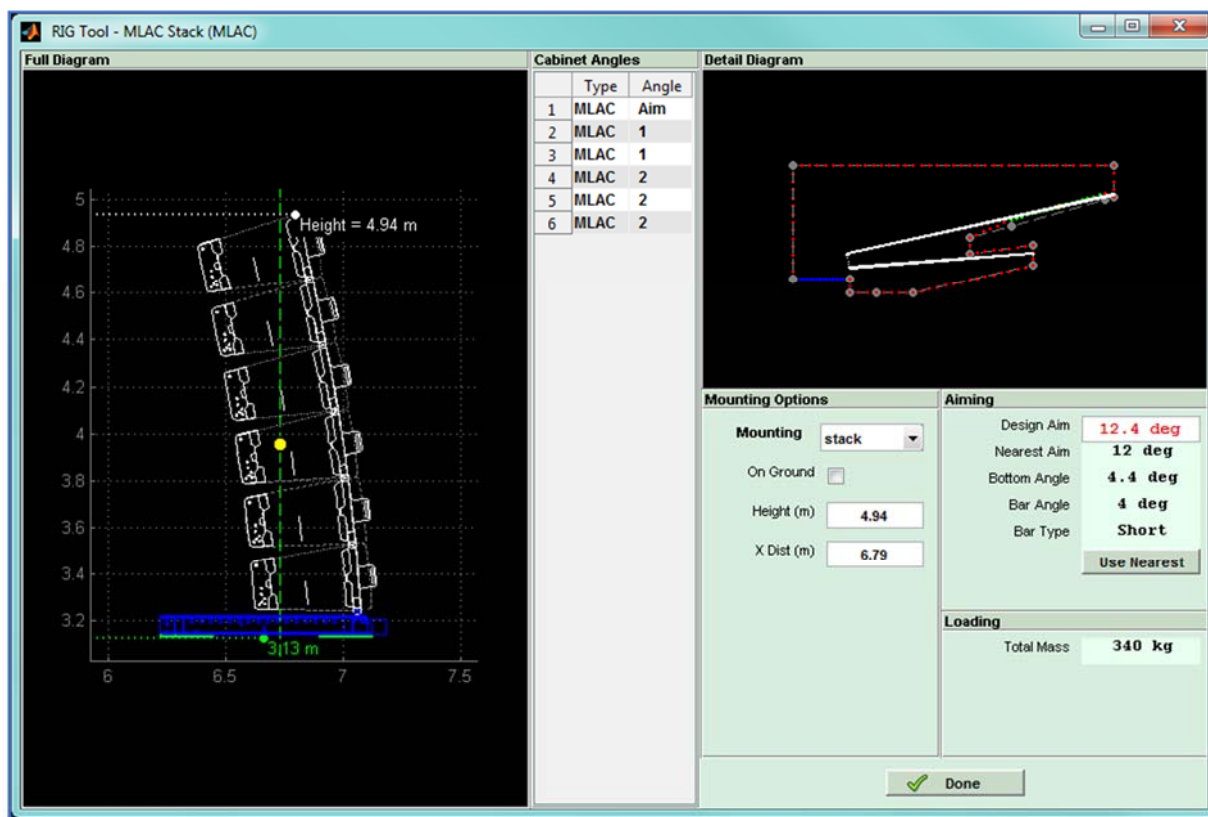 RIG Tool - MLAC Stack (MLAC)
Full Diagram
5
4.8
4.6
4.4
4.2
4
3.8
3.6
3.4
3.2
Height = 4.94 m
3.13 m
6 6.5 7 7.5
Cabinet Angles
Type Angle
1 MLAC Aim
2 MLAC 1
3 MLAC 1
4 MLAC 2
5 MLAC 2
6 MLAC 2
Detail Diagram
Mounting Options
Mounting stack
On Ground
Height (m) 4.94
X Dist (m) 6.79
Aiming
Design Aim 12.4 deg
Nearest Aim 12 deg
Bottom Angle 4.4 deg
Bar Angle 4 deg
Bar Type Short
Use Nearest
Loading
Total Mass 340 kg
Done